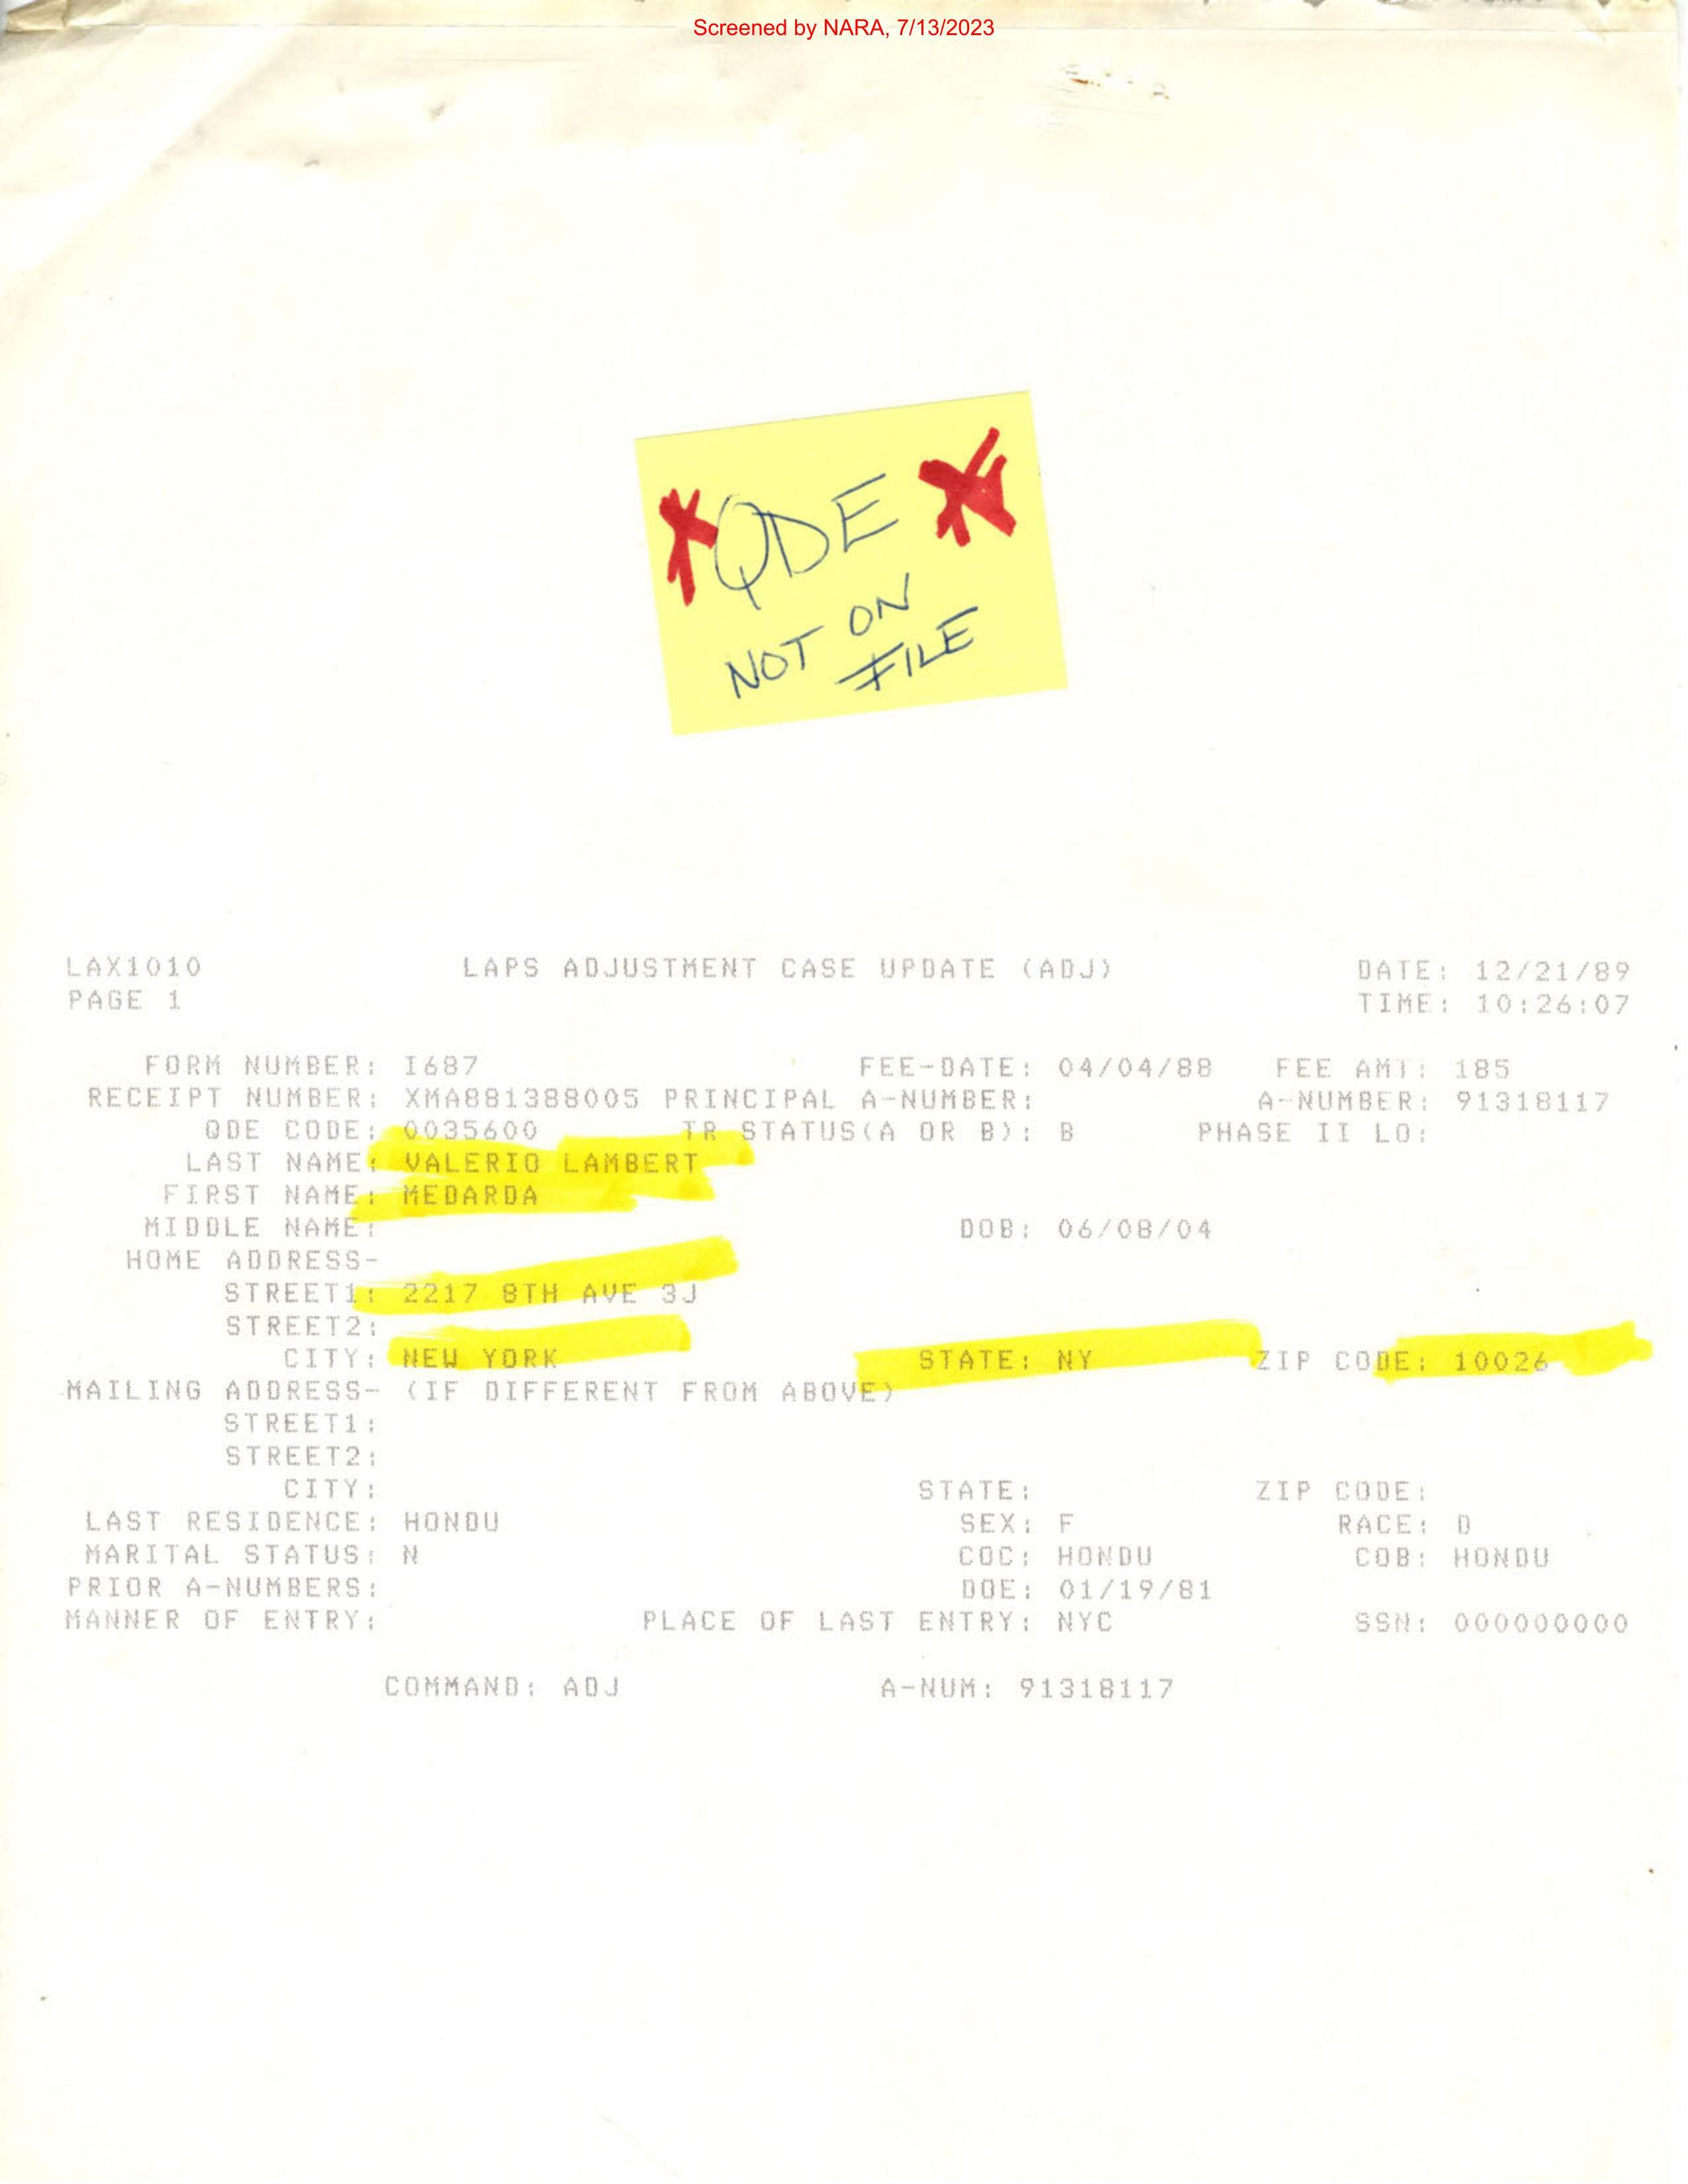 Screened by NARA, 7/13/2023
QDE
NOT ON
FILE
LAX1010 LAPS ADJUSTMENT CASE UPDATE (ADJ) DATE: 12/21/89
PAGE 1 TIME: 10:26:07
FORM NUMBER: I687 FEE-DATE: 04/04/88 FEE AMT: 185
RECEIPT NUMBER: XMA881388005 PRINCIPAL A-NUMBER: A-NUMBER: 91318117
QDE CODE: 0035600 TR STATUS(A OR B): B PHASE II LO:
LAST NAME: VALERIO LAMBERT
FIRST NAME: MEDARDA
MIDDLE NAME: DOB: 06/08/04
HOME ADDRESS-
STREET1: 2217 8TH AVE 3J
STREET2:
CITY: NEW YORK STATE: NY ZIP CODE: 10026
MAILING ADDRESS- (IF DIFFERENT FROM ABOVE)
STREET1:
STREET2:
CITY: STATE: ZIP CODE:
LAST RESIDENCE: HONDU SEX: F RACE: O
MARITAL STATUS: N COC: HONDU COB: HONDU
PRIOR A-NUMBERS: DOE: 01/19/81
MANNER OF ENTRY: PLACE OF LAST ENTRY: NYC SSN: 000000000
COMMAND: ADJ A-NUM: 91318117